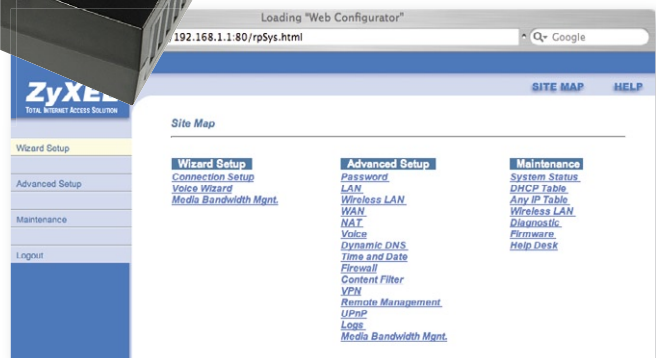 Loading "Web Configurator"
192.168.1.1:80/rpSys.html
Google
SITE MAP HELP
ZyXEL
TOTAL INTERNET ACCESS SOLUTION
Site Map
Wizard Setup
Advanced Setup
Maintenance
Logout
Wizard Setup
Connection Setup
Voice Wizard
Media Bandwidth Mgnt.
Advanced Setup
Password
LAN
Wireless LAN
WAN
NAT
Voice
Dynamic DNS
Time and Date
Firewall
Content Filter
VPN
Remote Management
UPnP
Logs
Media Bandwidth Mgnt.
Maintenance
System Status
DHCP Table
Any IP Table
Wireless LAN
Diagnostic
Firmware
Help Desk